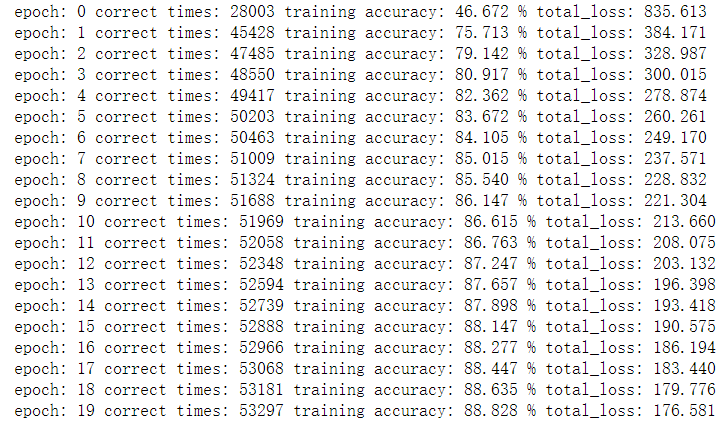 epoch: 0 correct times: 28003 training accuracy: 46.672 % total_loss: 835.613
epoch: 1 correct times: 45428 training accuracy: 75.713 % total_loss: 384.171
epoch: 2 correct times: 47485 training accuracy: 79.142 % total_loss: 328.987
epoch: 3 correct times: 48550 training accuracy: 80.917 % total_loss: 300.015
epoch: 4 correct times: 49417 training accuracy: 82.362 % total_loss: 278.874
epoch: 5 correct times: 50203 training accuracy: 83.672 % total_loss: 260.261
epoch: 6 correct times: 50463 training accuracy: 84.105 % total_loss: 249.170
epoch: 7 correct times: 51009 training accuracy: 85.015 % total_loss: 237.571
epoch: 8 correct times: 51324 training accuracy: 85.540 % total_loss: 228.832
epoch: 9 correct times: 51688 training accuracy: 86.147 % total_loss: 221.304
epoch: 10 correct times: 51969 training accuracy: 86.615 % total_loss: 213.660
epoch: 11 correct times: 52058 training accuracy: 86.763 % total_loss: 208.075
epoch: 12 correct times: 52348 training accuracy: 87.247 % total_loss: 203.132
epoch: 13 correct times: 52594 training accuracy: 87.657 % total_loss: 196.398
epoch: 14 correct times: 52739 training accuracy: 87.898 % total_loss: 193.418
epoch: 15 correct times: 52888 training accuracy: 88.147 % total_loss: 190.575
epoch: 16 correct times: 52966 training accuracy: 88.277 % total_loss: 186.194
epoch: 17 correct times: 53068 training accuracy: 88.447 % total_loss: 183.440
epoch: 18 correct times: 53181 training accuracy: 88.635 % total_loss: 179.776
epoch: 19 correct times: 53297 training accuracy: 88.828 % total_loss: 176.581